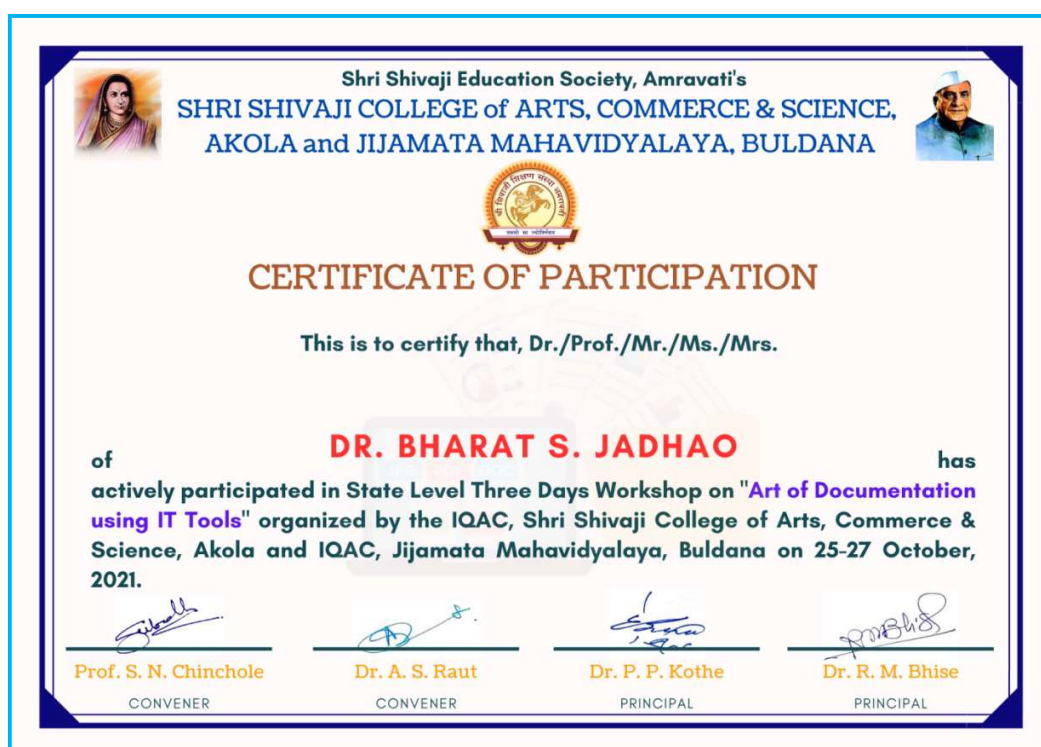 Shri Shivaji Education Society, Amravati's
SHRI SHIVAJI COLLEGE of ARTS, COMMERCE & SCIENCE,
AKOLA and JIJAMATA MAHAVIDYALAYA, BULDANA
श्री शिवाजी शिक्षण संस्था अमरावती
CERTIFICATE OF PARTICIPATION
This is to certify that, Dr./Prof./Mr./Ms./Mrs.
DR. BHARAT S. JADHAO
of has
actively participated in State Level Three Days Workshop on "Art of Documentation
using IT Tools" organized by the IQAC, Shri Shivaji College of Arts, Commerce &
Science, Akola and IQAC, Jijamata Mahavidyalaya, Buldana on 25-27 October,
2021.
Prof. S. N. Chinchole Dr. A. S. Raut Dr. P. P. Kothe Dr. R. M. Bhise
CONVENER CONVENER PRINCIPAL PRINCIPAL